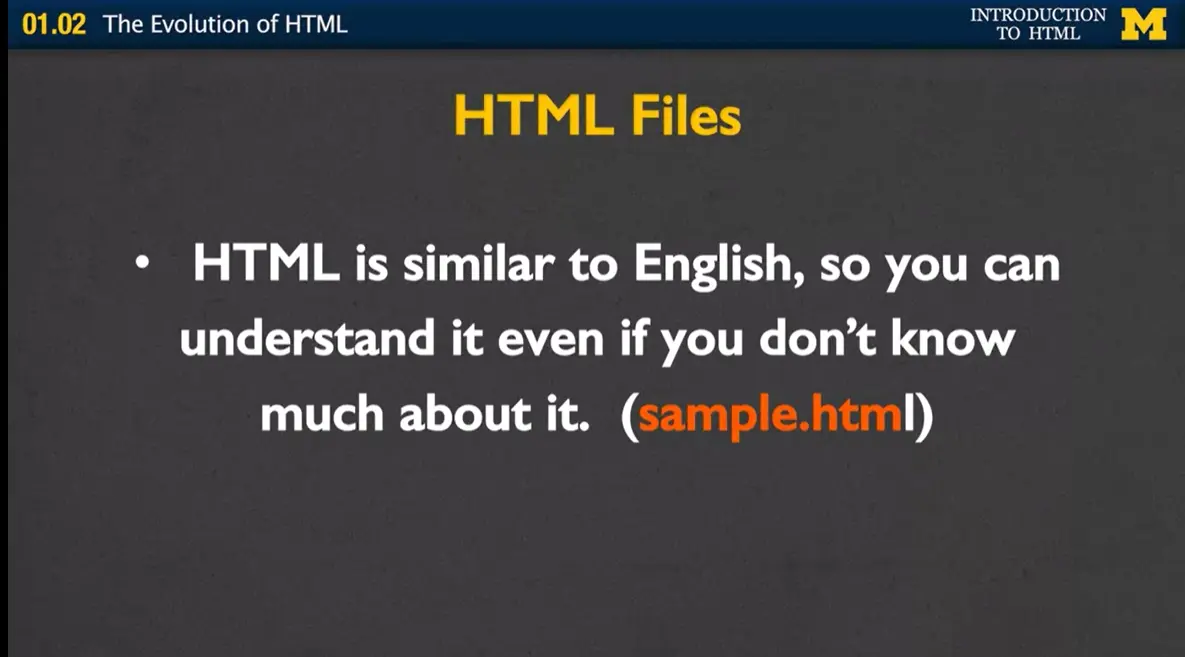 01.02 The Evolution of HTML
INTRODUCTION
TO HTML
M
HTML Files
• HTML is similar to English, so you can
understand it even if you don’t know
much about it. (sample.html)